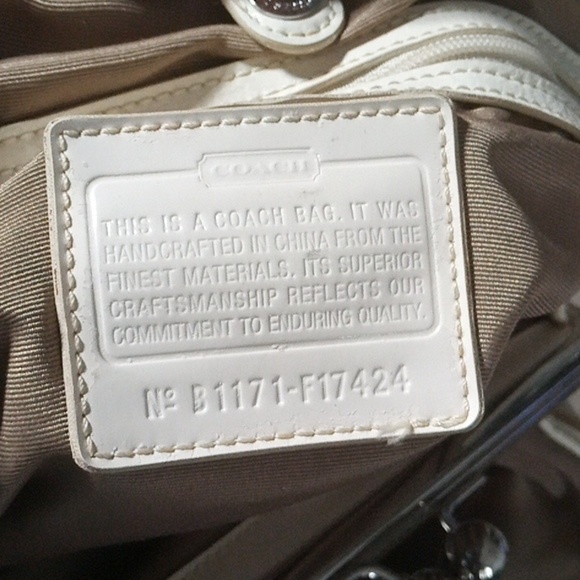 COACH
THIS IS A COACH BAG. IT WAS
HANDCRAFTED IN CHINA FROM THE
FINEST MATERIALS. ITS SUPERIOR
CRAFTSMANSHIP REFLECTS OUR
COMMITMENT TO ENDURING QUALITY.
Nº B1171-F17424